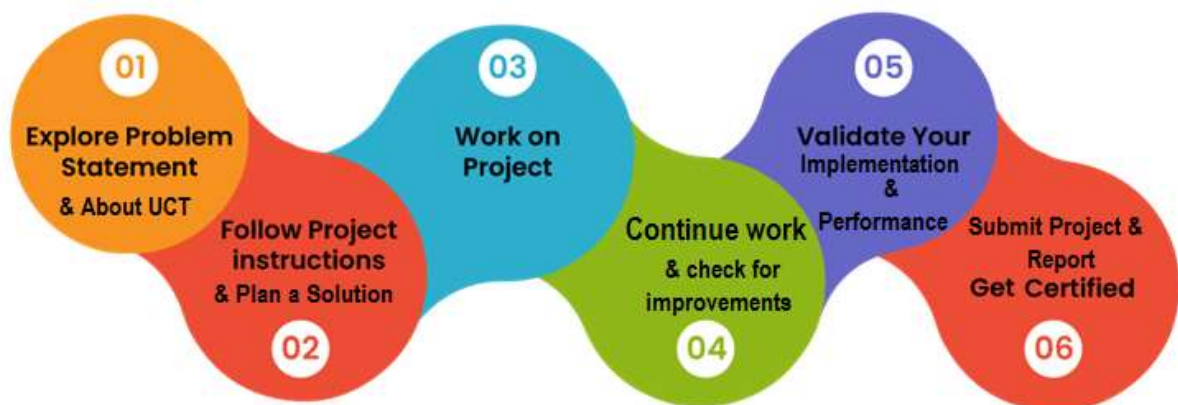 01
Explore Problem
Statement
& About UCT
Follow Project
instructions
& Plan a Solution
02
03
Work on
Project
Continue work
& check for
improvements
04
05
Validate Your
Implementation
&
Performance
Submit Project &
Report
Get Certified
06